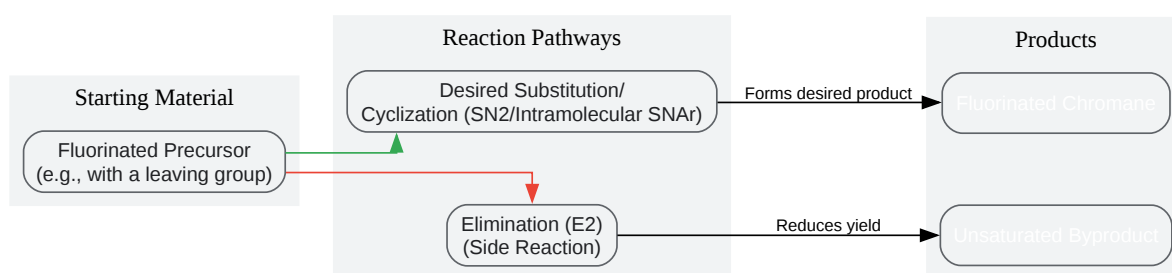 Starting Material
Fluorinated Precursor
(e.g., with a leaving group)
Reaction Pathways
Desired Substitution/
Cyclization (SN2/Intramolecular SNAr)
Elimination (E2)
(Side Reaction)
Forms desired product
Reduces yield
Products
Fluorinated Chromane
Unsaturated Byproduct